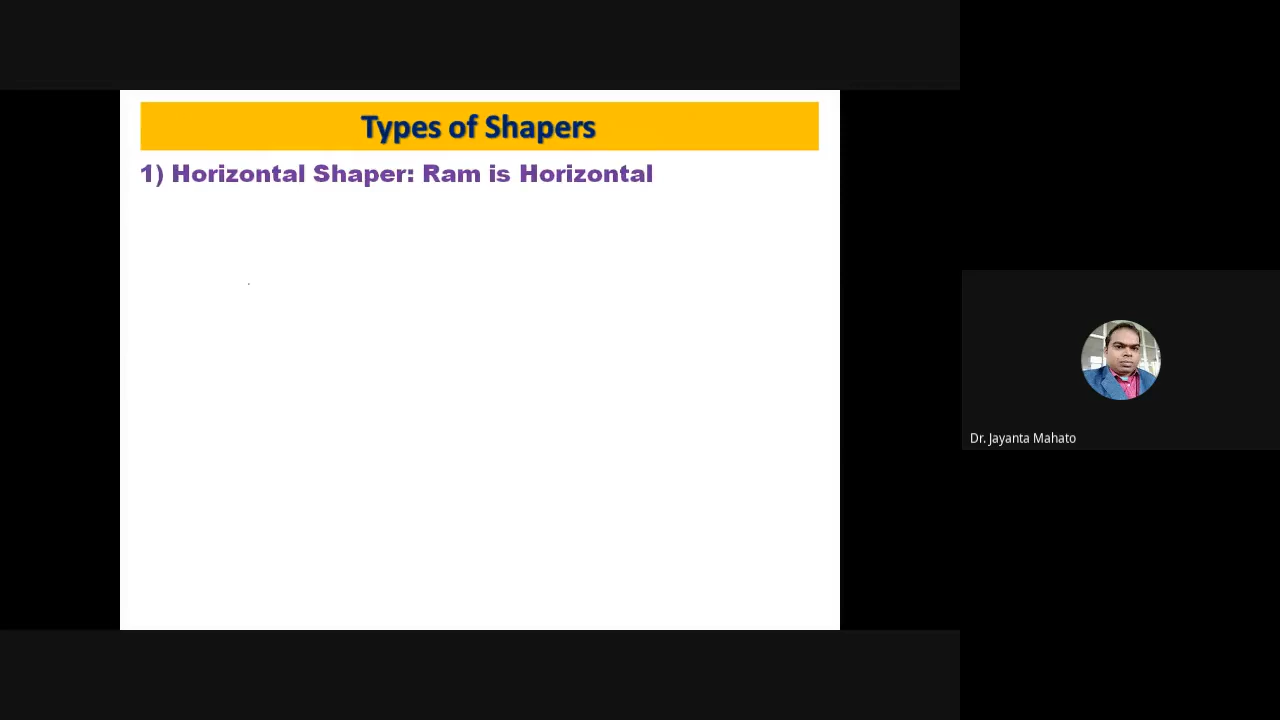 Types of Shapers
1) Horizontal Shaper: Ram is Horizontal
Dr. Jayanta Mahato